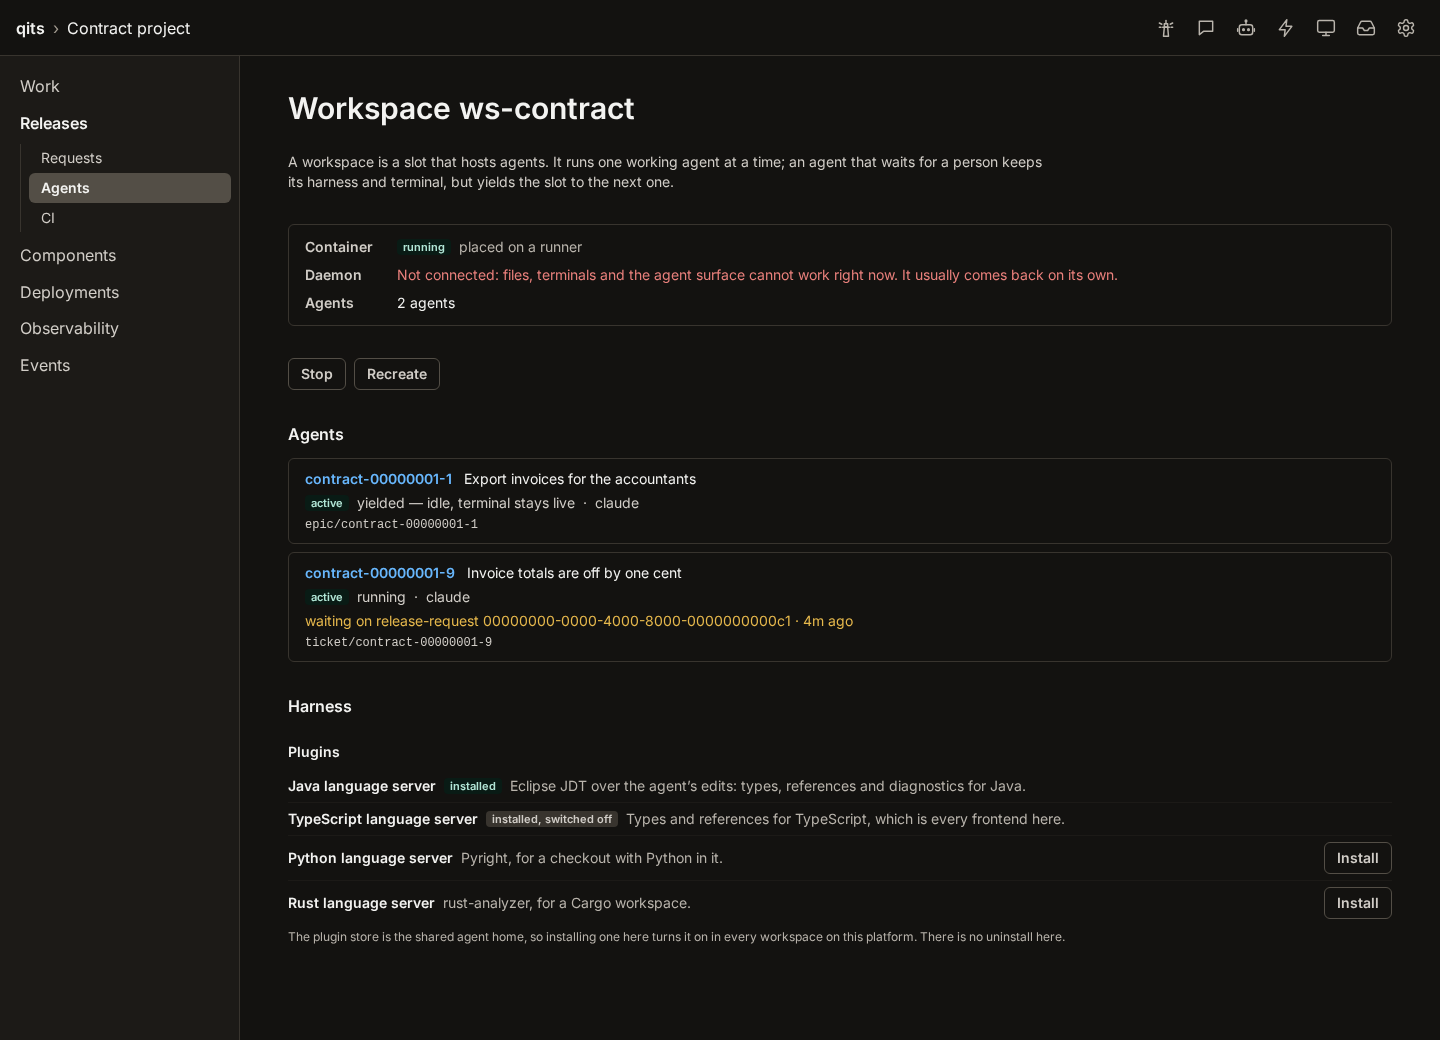 qits › Contract project
Work
Releases
Requests
Agents
CI
Components
Deployments
Observability
Events
Workspace ws-contract
A workspace is a slot that hosts agents. It runs one working agent at a time; an agent that waits for a person keeps
its harness and terminal, but yields the slot to the next one.
Container running placed on a runner
Daemon Not connected: files, terminals and the agent surface cannot work right now. It usually comes back on its own.
Agents 2 agents
Stop Recreate
Agents
contract-00000001-1 Export invoices for the accountants
active yielded — idle, terminal stays live · claude
epic/contract-00000001-1
contract-00000001-9 Invoice totals are off by one cent
active running · claude
waiting on release-request 00000000-0000-4000-8000-0000000000c1 · 4m ago
ticket/contract-00000001-9
Harness
Plugins
Java language server installed Eclipse JDT over the agent’s edits: types, references and diagnostics for Java.
TypeScript language server installed, switched off Types and references for TypeScript, which is every frontend here.
Python language server Pyright, for a checkout with Python in it. Install
Rust language server rust-analyzer, for a Cargo workspace. Install
The plugin store is the shared agent home, so installing one here turns it on in every workspace on this platform. There is no uninstall here.